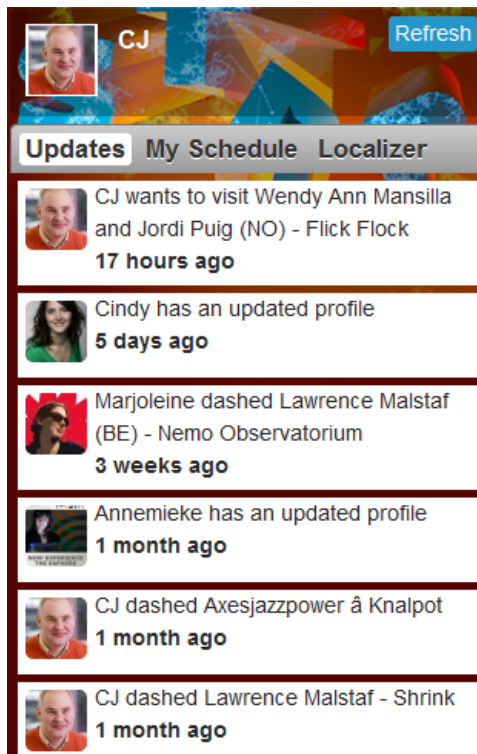 CJ
Refresh
Updates My Schedule Localizer
CJ wants to visit Wendy Ann Mansilla
and Jordi Puig (NO) - Flick Flock
17 hours ago
Cindy has an updated profile
5 days ago
Marjoleine dashed Lawrence Malstaf
(BE) - Nemo Observatorium
3 weeks ago
Annemieke has an updated profile
1 month ago
CJ dashed Axesjazzpower â Knalpot
1 month ago
CJ dashed Lawrence Malstaf - Shrink
1 month ago